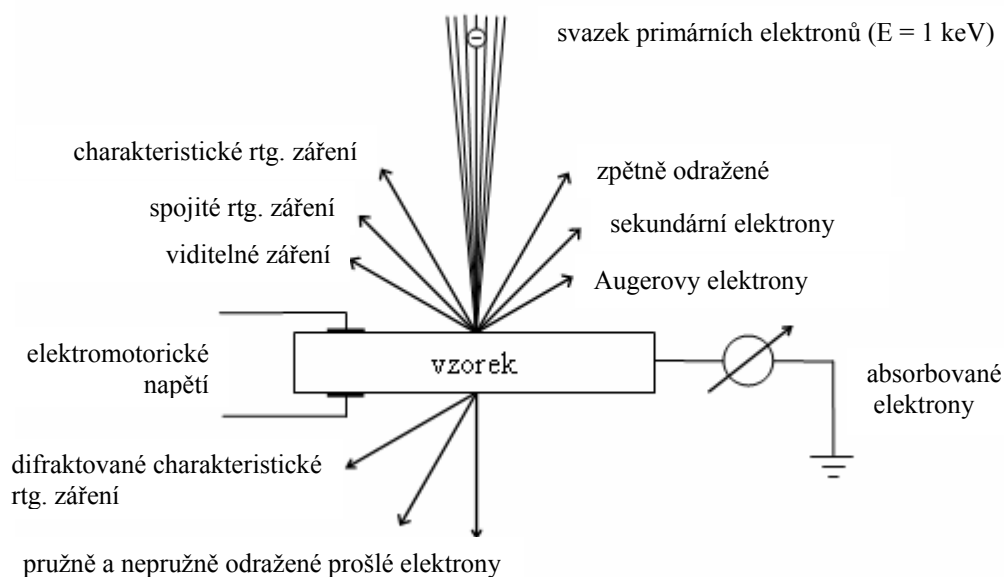 svazek primárních elektronů (E = 1 keV)
charakteristické rtg. záření
spojité rtg. záření
viditelné záření
zpětně odražené
sekundární elektrony
Augerovy elektrony
elektromotorické
napětí
vzorek
absorbované
elektrony
difraktované charakteristické
rtg. záření
pružně a nepružně odražené prošlé elektrony